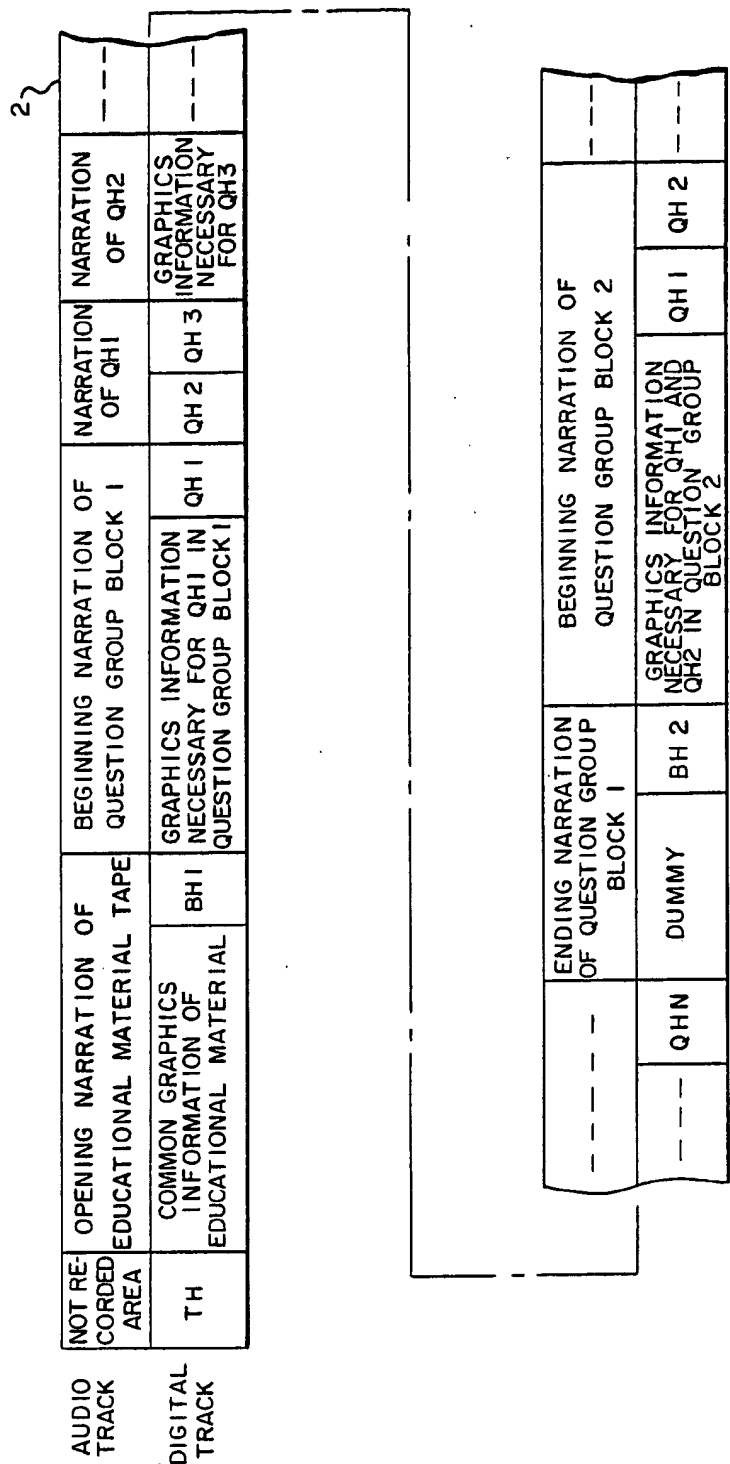 2
AUDIO
TRACK
NOT RE-
CORDED
AREA
OPENING NARRATION OF
EDUCATIONAL MATERIAL TAPE
BEGINNING NARRATION OF
QUESTION GROUP BLOCK 1
NARRATION
OF QH1
NARRATION
OF QH2
DIGITAL
TRACK
TH
COMMON GRAPHICS
INFORMATION OF
EDUCATIONAL MATERIAL
BH1
GRAPHICS INFORMATION
NECESSARY FOR QH1 IN
QUESTION GROUP BLOCK1
QH 1
QH 2
QH 3
GRAPHICS
INFORMATION
NECESSARY
FOR QH3
ENDING NARRATION
OF QUESTION GROUP
BLOCK 1
BEGINNING NARRATION OF
QUESTION GROUP BLOCK 2
QHN
DUMMY
BH 2
GRAPHICS INFORMATION
NECESSARY FOR QH1 AND
QH2 IN QUESTION GROUP
BLOCK 2
QH 1
QH 2